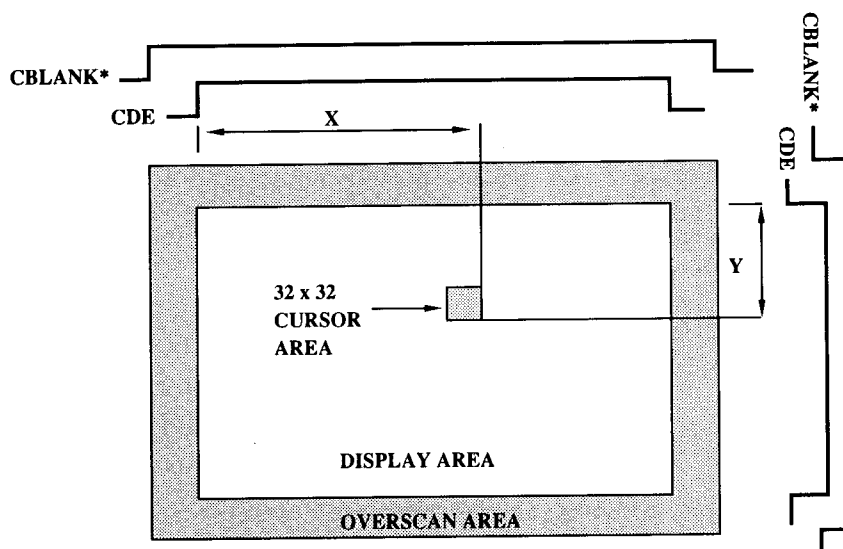 CBLANK*
CDE
X
CBLANK*
CDE
Y
32 x 32
CURSOR
AREA
DISPLAY AREA
OVERSCAN AREA